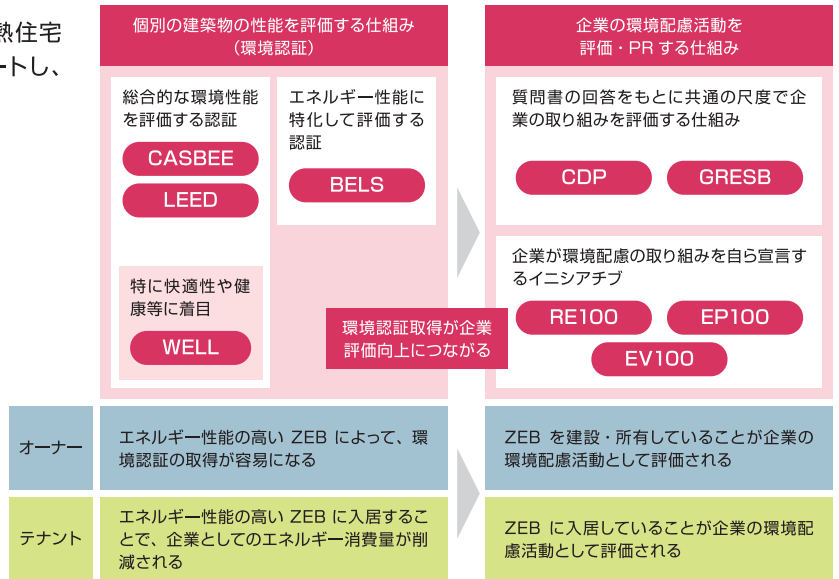 熱住宅
ートし、
個別の建築物の性能を評価する仕組み
（環境認証）
総合的な環境性能
を評価する認証
CASBEE
LEED
エネルギー性能に
特化して評価する
認証
BELS
特に快適性や健
康等に着目
WELL
環境認証取得が企業
評価向上につながる
企業の環境配慮活動を
評価・PR する仕組み
質問書の回答をもとに共通の尺度で企
業の取り組みを評価する仕組み
CDP
GRESB
企業が環境配慮の取り組みを自ら宣言す
るイニシアチブ
RE100
EP100
EV100
オーナー
エネルギー性能の高い ZEB によって、環
境認証の取得が容易になる
ZEB を建設・所有していることが企業の
環境配慮活動として評価される
テナント
エネルギー性能の高い ZEB に入居するこ
とで、企業としてのエネルギー消費量が削
減される
ZEB に入居していることが企業の環境配
慮活動として評価される